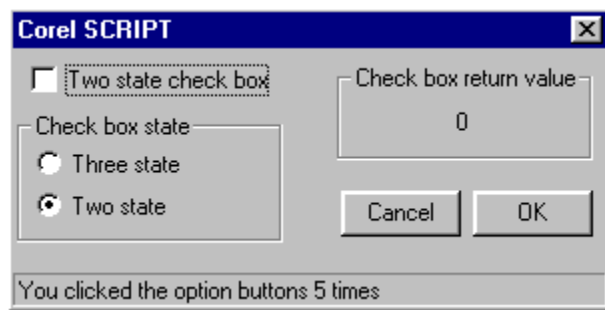 Corel SCRIPT
Two state check box
Check box state
Three state
Two state
Check box return value
0
Cancel
OK
You clicked the option buttons 5 times